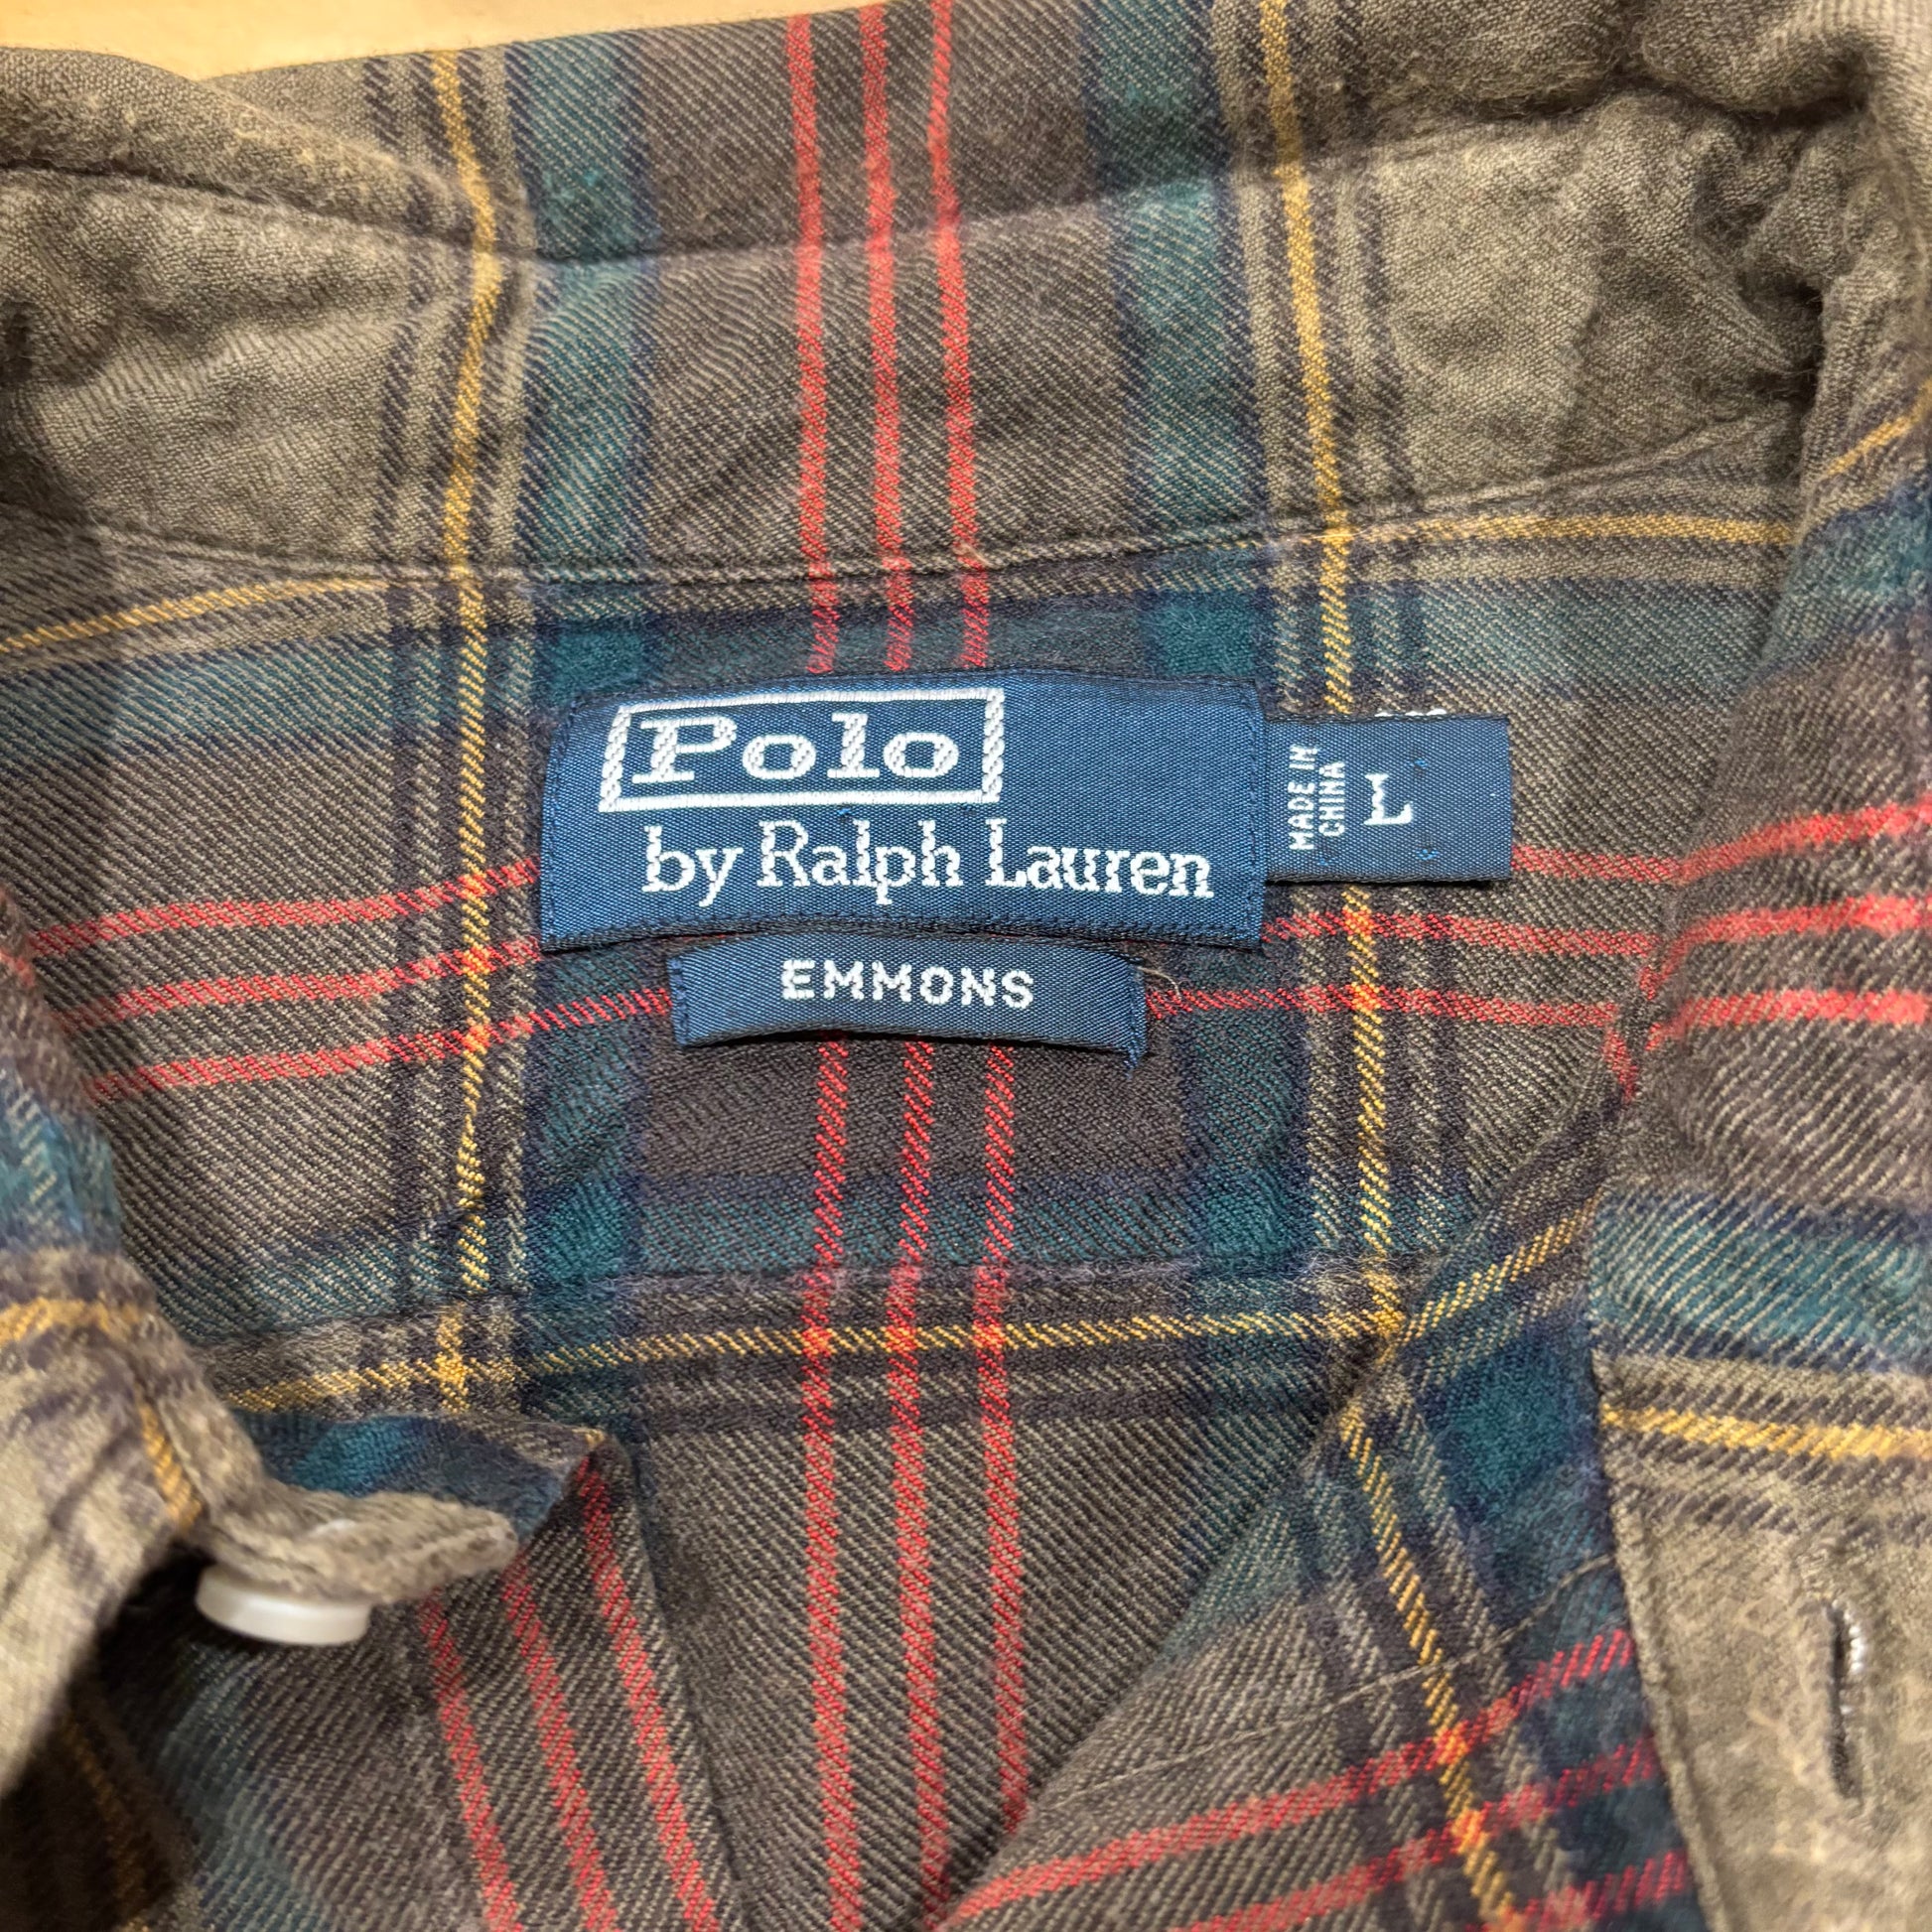 Polo
by Ralph Lauren
MADE IN
CHINA
L
EMMONS